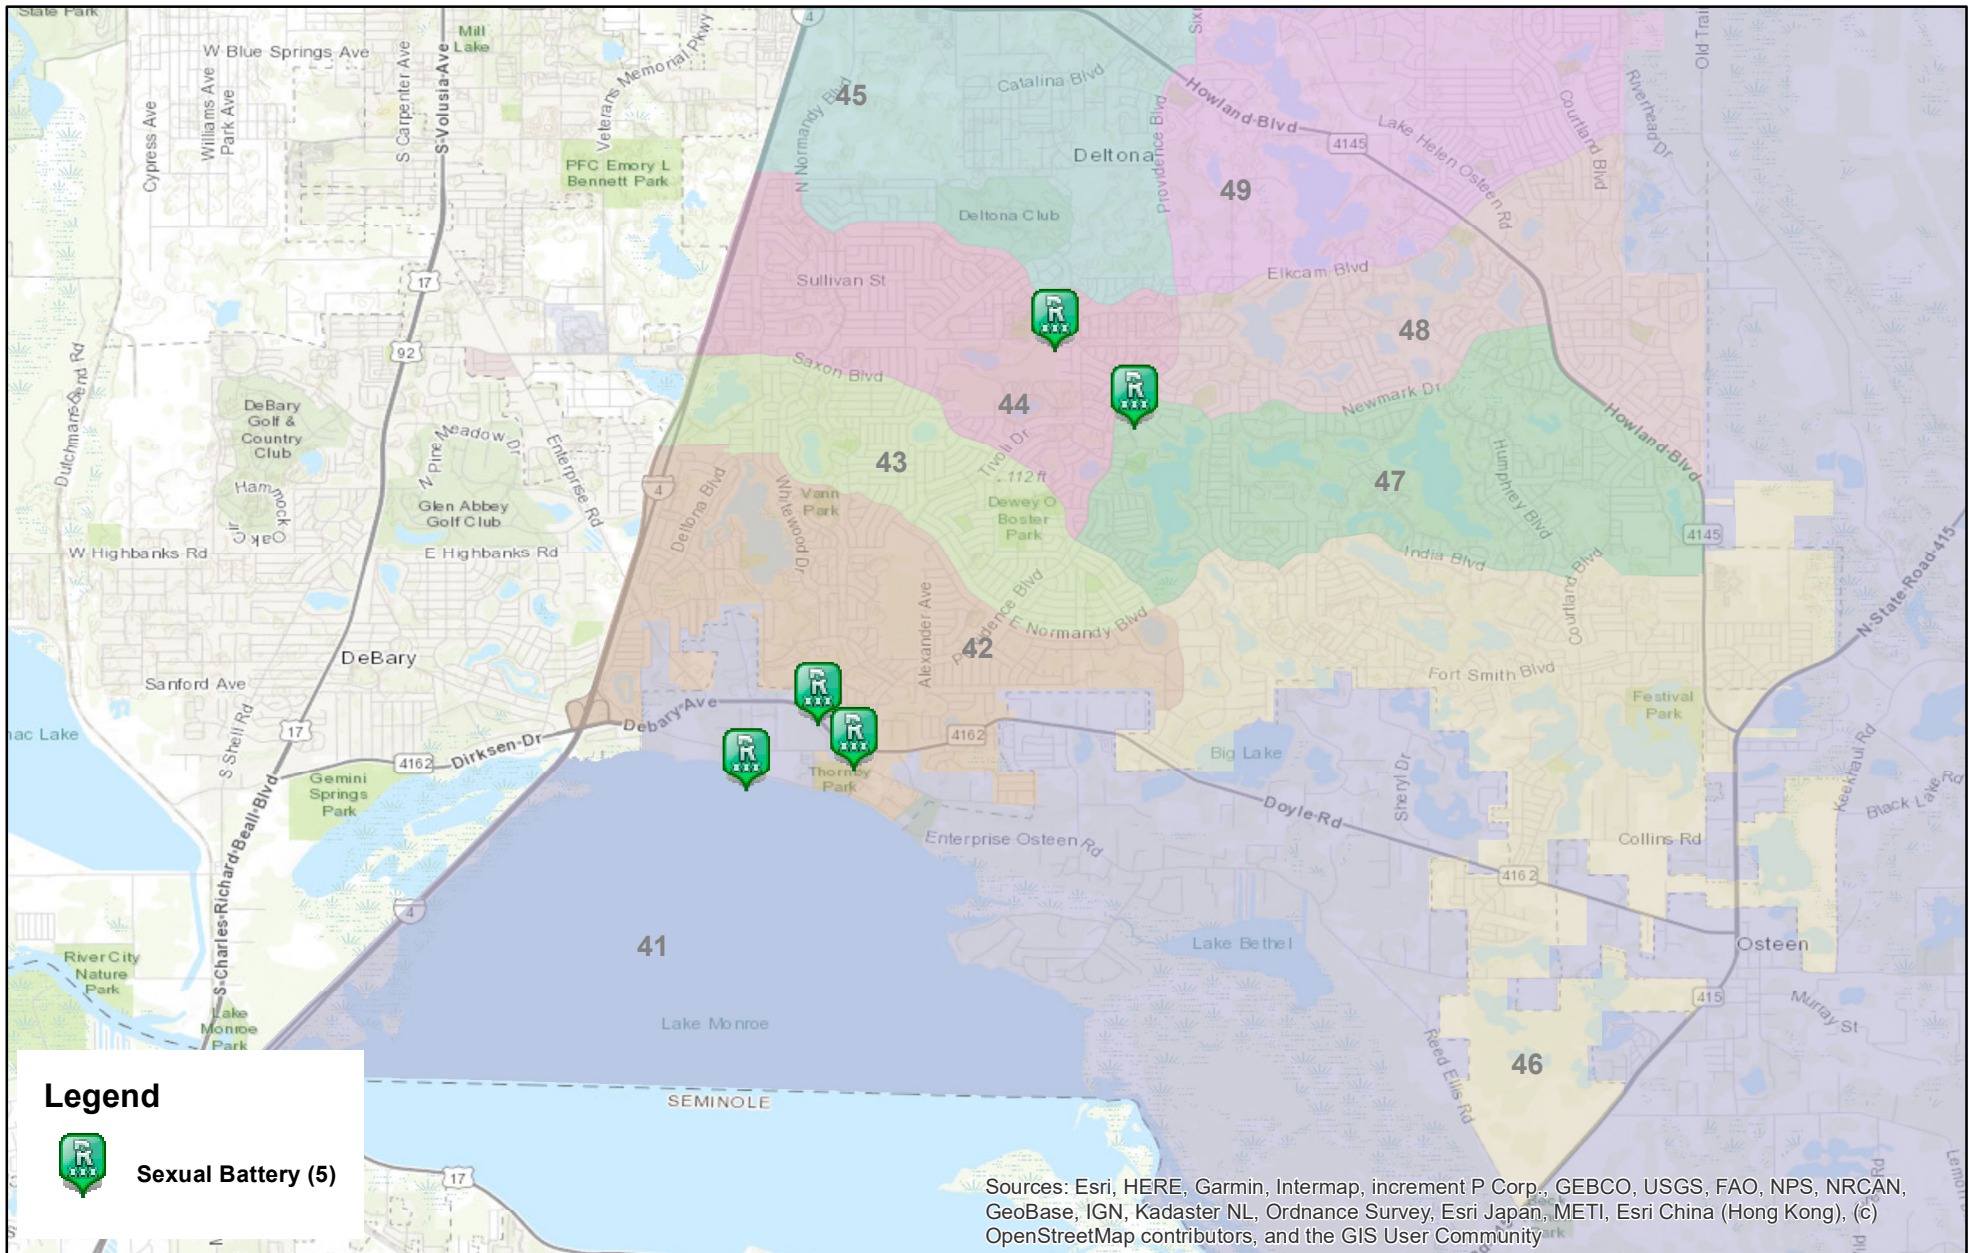 State Park
Mill
Lake
W Blue Springs Ave
Cypress Ave
Williams Ave
Park Ave
S Carpenter Ave
S Volusia Ave
Veterans Memorial Pkwy
PFC Emory L
Bennett Park
4
45
N Normandy Blvd
Catalina Blvd
Deltona
Providence Blvd
Howland Blvd
4145
Lake Helen Osteen Rd
Courtland Blvd
Riverhead Dr
49
Deltona Club
Sullivan St
Elkcam Blvd
17
92
48
Saxon Blvd
44
Newmark Dr
Howland Blvd
Dutchmans Bend Rd
DeBary
Golf &
Country
Club
N Pine Meadow Dr
Enterprise Rd
Hammock Oak Cir
Glen Abbey
Golf Club
W Highbanks Rd
E Highbanks Rd
4
Deltona Blvd
Whitewood Dr
Vann
Park
43
Tivoli Dr
112 ft
Dewey O
Boster
Park
47
Humphrey Blvd
India Blvd
4145
N State Road 415
Courtland Blvd
Providence Blvd
E Normandy Blvd
Alexander Ave
42
DeBary
Sanford Ave
S Shell Rd
17
Debary Ave
Fort Smith Blvd
Festival
Park
4162
Dirksen Dr
4162
Gemini
Springs
Park
Thornby
Park
Big Lake
Sheryl Dr
Doyle Rd
Keekhaul Rd
Black Lake Rd
Enterprise Osteen Rd
Collins Rd
4162
S Charles Richard Beall Blvd
4
41
Lake Bethel
Osteen
River City
Nature
Park
Lake
Monroe
Park
Lake Monroe
415
Murray St
Reed Ellis Rd
46
SEMINOLE
17
Legend
Sexual Battery (5)
Sources: Esri, HERE, Garmin, Intermap, increment P Corp., GEBCO, USGS, FAO, NPS, NRCAN,
GeoBase, IGN, Kadaster NL, Ordnance Survey, Esri Japan, METI, Esri China (Hong Kong), (c)
OpenStreetMap contributors, and the GIS User Community